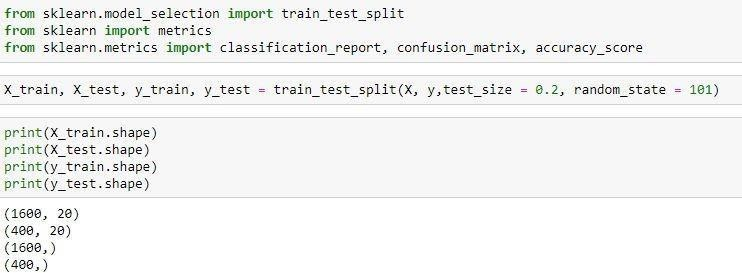 from sklearn.model_selection import train_test_split
from sklearn import metrics
from sklearn.metrics import classification_report, confusion_matrix, accuracy_score
X_train, X_test, y_train, y_test = train_test_split(X, y,test_size = 0.2, random_state = 101)
print(X_train.shape)
print(X_test.shape)
print(y_train.shape)
print(y_test.shape)
(1600, 20)
(400, 20)
(1600,)
(400,)